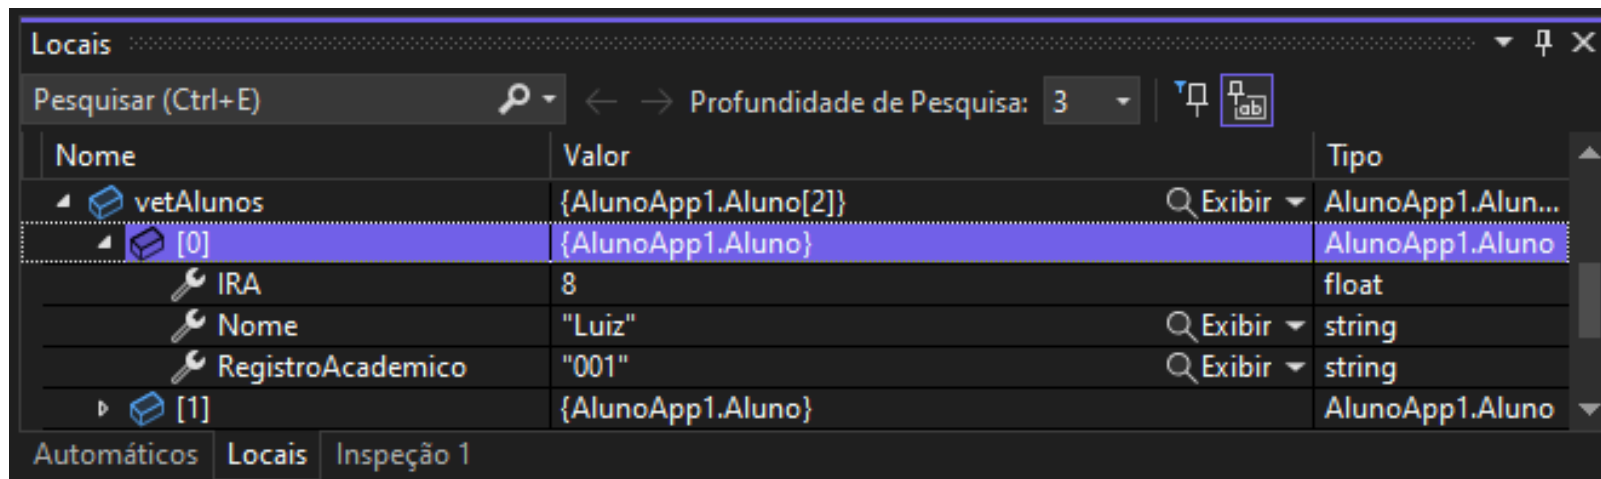 Locais
Pesquisar (Ctrl+E) Profundidade de Pesquisa: 3 ab
Nome Valor Tipo
vetAlunos {AlunoApp1.Aluno[2]} Exibir AlunoApp1.Alun...
[0] {AlunoApp1.Aluno} AlunoApp1.Aluno
IRA 8 float
Nome "Luiz" Exibir string
RegistroAcademico "001" Exibir string
[1] {AlunoApp1.Aluno} AlunoApp1.Aluno
Automáticos Locais Inspeção 1